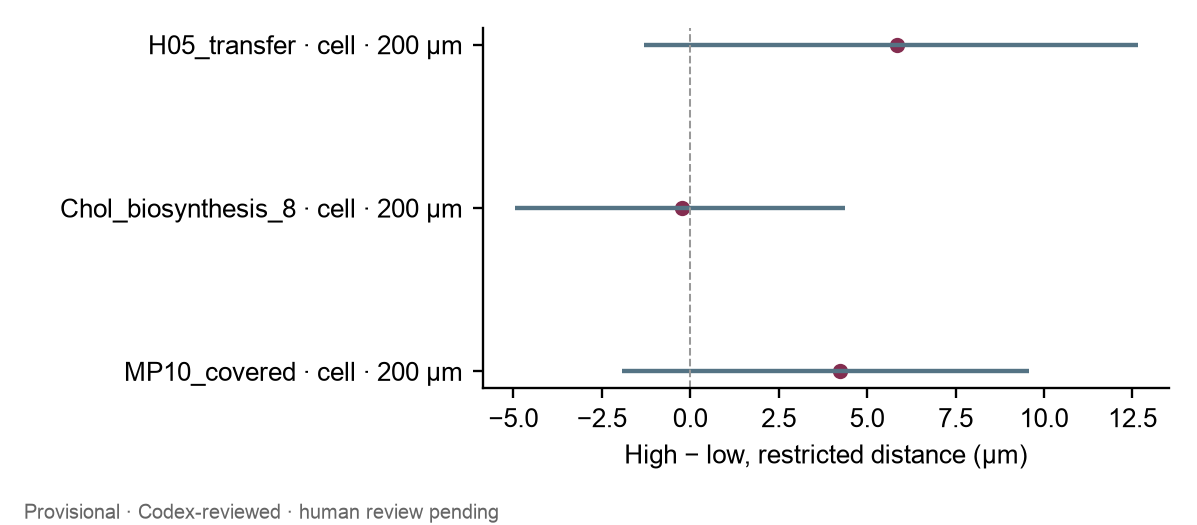 H05_transfer · cell · 200 µm
Chol_biosynthesis_8 · cell · 200 µm
MP10_covered · cell · 200 µm
−5.0 −2.5 0.0 2.5 5.0 7.5 10.0 12.5
High − low, restricted distance (µm)
Provisional · Codex-reviewed · human review pending